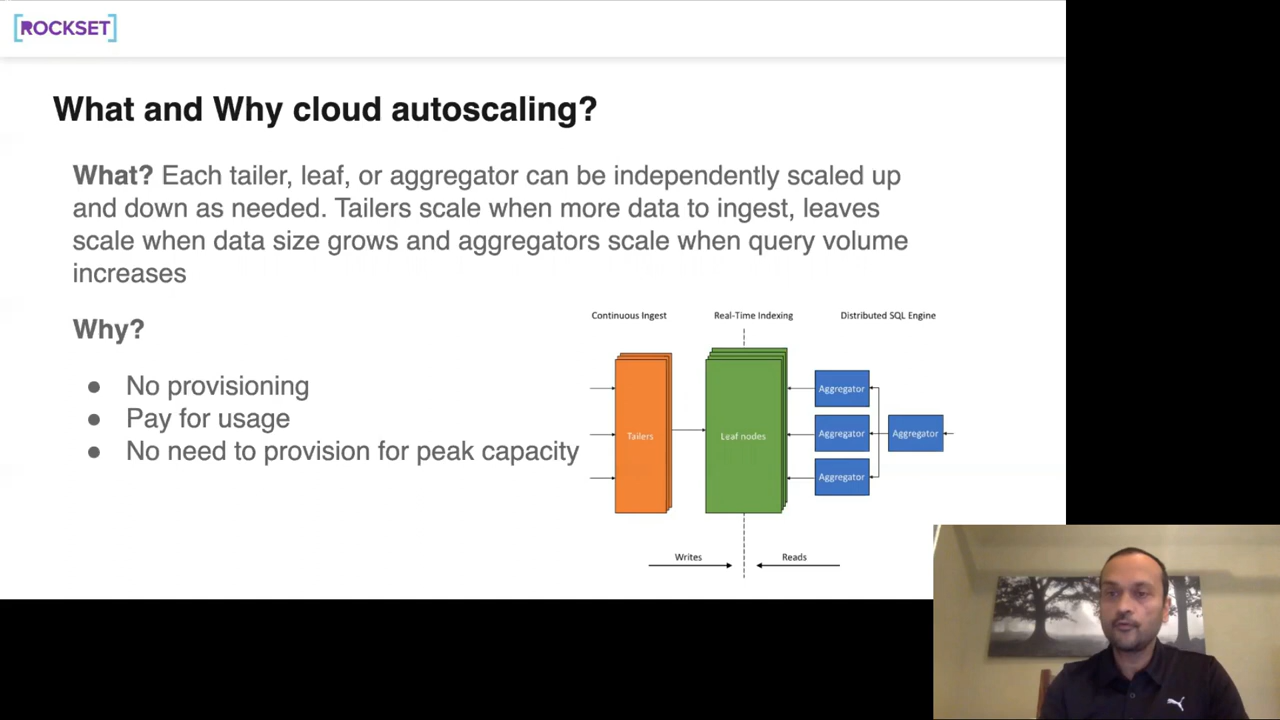 [ROCKSET]
What and Why cloud autoscaling?
What? Each tailer, leaf, or aggregator can be independently scaled up
and down as needed. Tailers scale when more data to ingest, leaves
scale when data size grows and aggregators scale when query volume
increases
Why?
● No provisioning
● Pay for usage
● No need to provision for peak capacity
Continuous Ingest
Real-Time Indexing
Distributed SQL Engine
Tailers
Leaf nodes
Aggregator
Aggregator
Aggregator
Aggregator
Writes
Reads